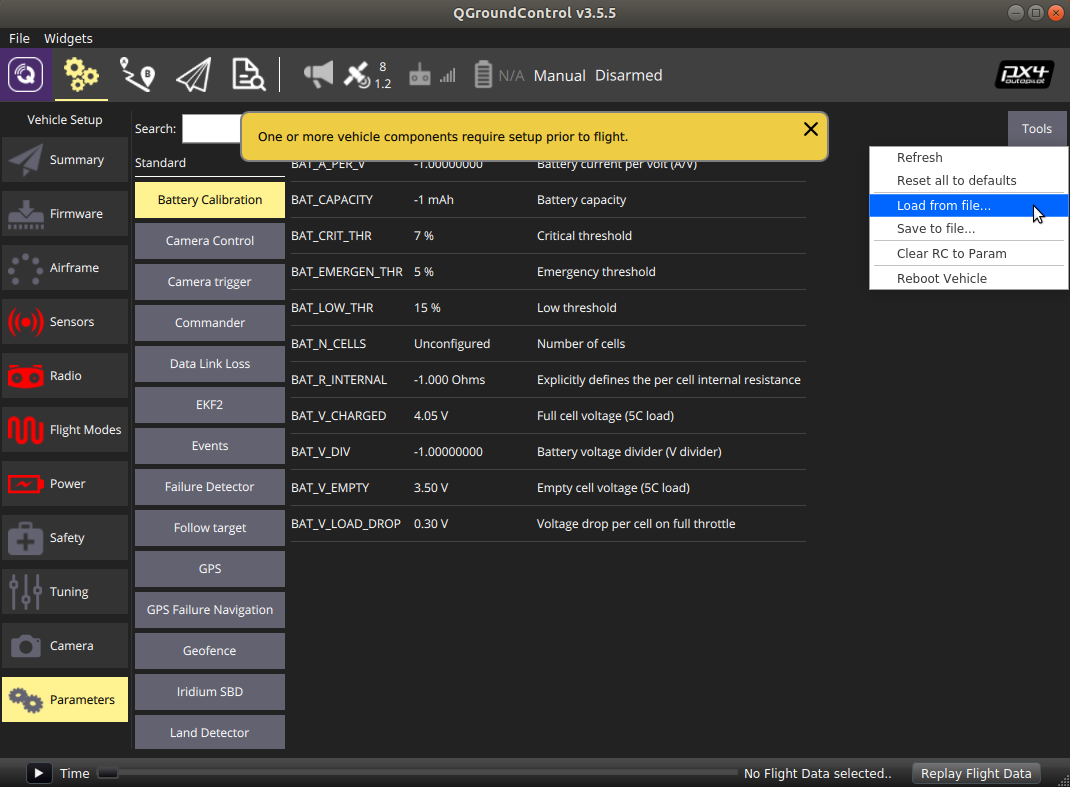 QGroundControl v3.5.5
File Widgets
B
8
1.2
N/A Manual Disarmed
px4
autopilot
Vehicle Setup
Summary
Firmware
Airframe
Sensors
Radio
Flight Modes
Power
Safety
Tuning
Camera
Parameters
Search:
One or more vehicle components require setup prior to flight.
Tools
Standard
Battery Calibration
Camera Control
Camera trigger
Commander
Data Link Loss
EKF2
Events
Failure Detector
Follow target
GPS
GPS Failure Navigation
Geofence
Iridium SBD
Land Detector
BAT_A_PER_V -1.00000000 Battery current per volt (A/V)
BAT_CAPACITY -1 mAh Battery capacity
BAT_CRIT_THR 7 % Critical threshold
BAT_EMERGEN_THR 5 % Emergency threshold
BAT_LOW_THR 15 % Low threshold
BAT_N_CELLS Unconfigured Number of cells
BAT_R_INTERNAL -1.000 Ohms Explicitly defines the per cell internal resistance
BAT_V_CHARGED 4.05 V Full cell voltage (5C load)
BAT_V_DIV -1.00000000 Battery voltage divider (V divider)
BAT_V_EMPTY 3.50 V Empty cell voltage (5C load)
BAT_V_LOAD_DROP 0.30 V Voltage drop per cell on full throttle
Refresh
Reset all to defaults
Load from file...
Save to file...
Clear RC to Param
Reboot Vehicle
Time
No Flight Data selected..
Replay Flight Data